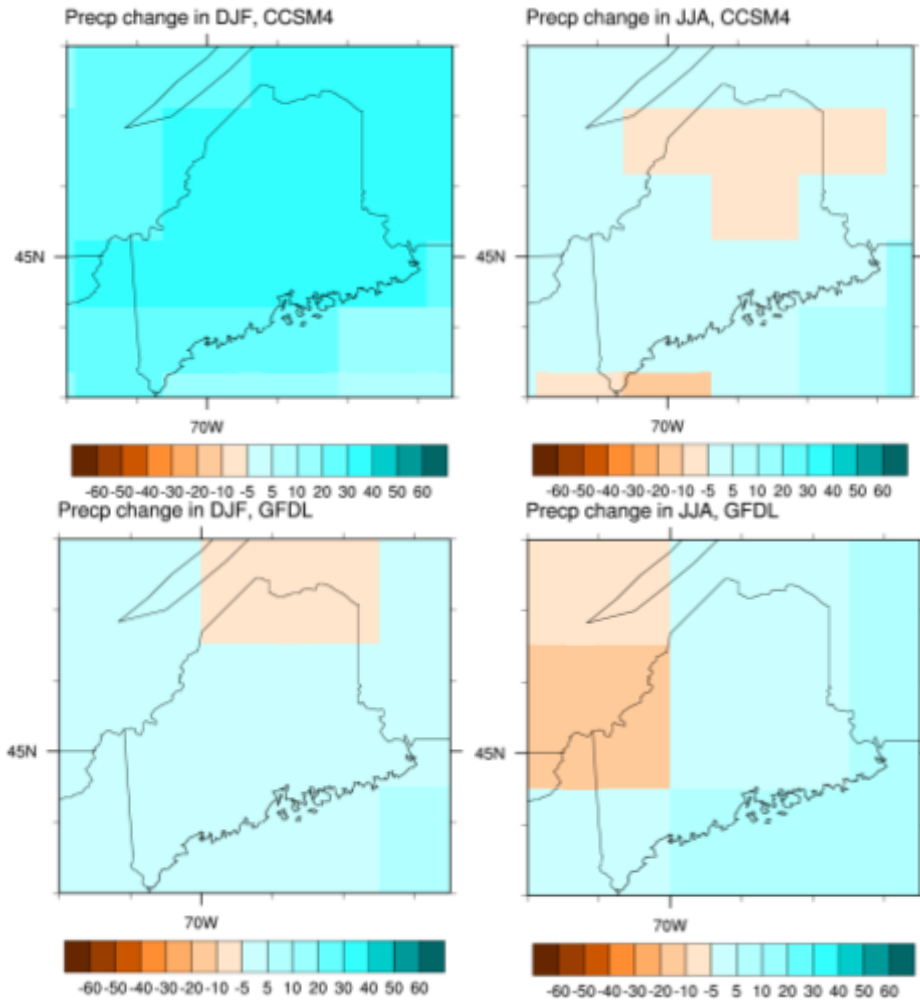 Precp change in DJF, CCSM4
45N
70W
-60-50-40-30-20-10 -5 5 10 20 30 40 50 60
Precp change in JJA, CCSM4
45N
70W
-60-50-40-30-20-10 -5 5 10 20 30 40 50 60
Precp change in DJF, GFDL
45N
70W
-60-50-40-30-20-10 -5 5 10 20 30 40 50 60
Precp change in JJA, GFDL
45N
70W
-60-50-40-30-20-10 -5 5 10 20 30 40 50 60